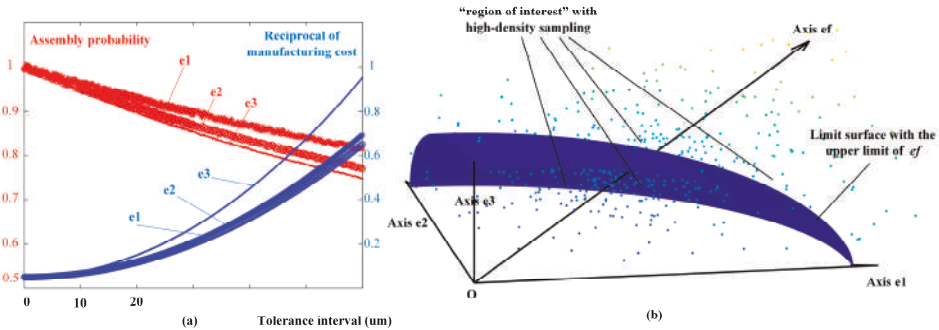 Assembly probability
Reciprocal of
manufacturing cost
e1
e2
e3
e3
e2
e1
1
0.9
0.8
0.7
0.6
0.5
1
0.8
0.6
0.4
0.2
0
10
20
(a)
Tolerance interval (um)
“region of interest” with
high-density sampling
Axis ef
Limit surface with the
upper limit of ef
Axis e3
Axis e2
O
Axis e1
(b)